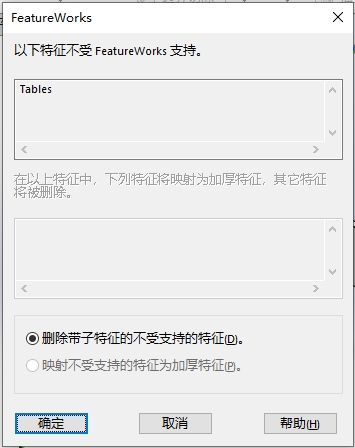 FeatureWorks
以下特征不受 FeatureWorks 支持。
Tables
在以上特征中，下列特征将映射为加厚特征，其它特征
将被删除。
删除带子特征的不受支持的特征(D)。
映射不受支持的特征为加厚特征(P)。
确定
取消
帮助(H)